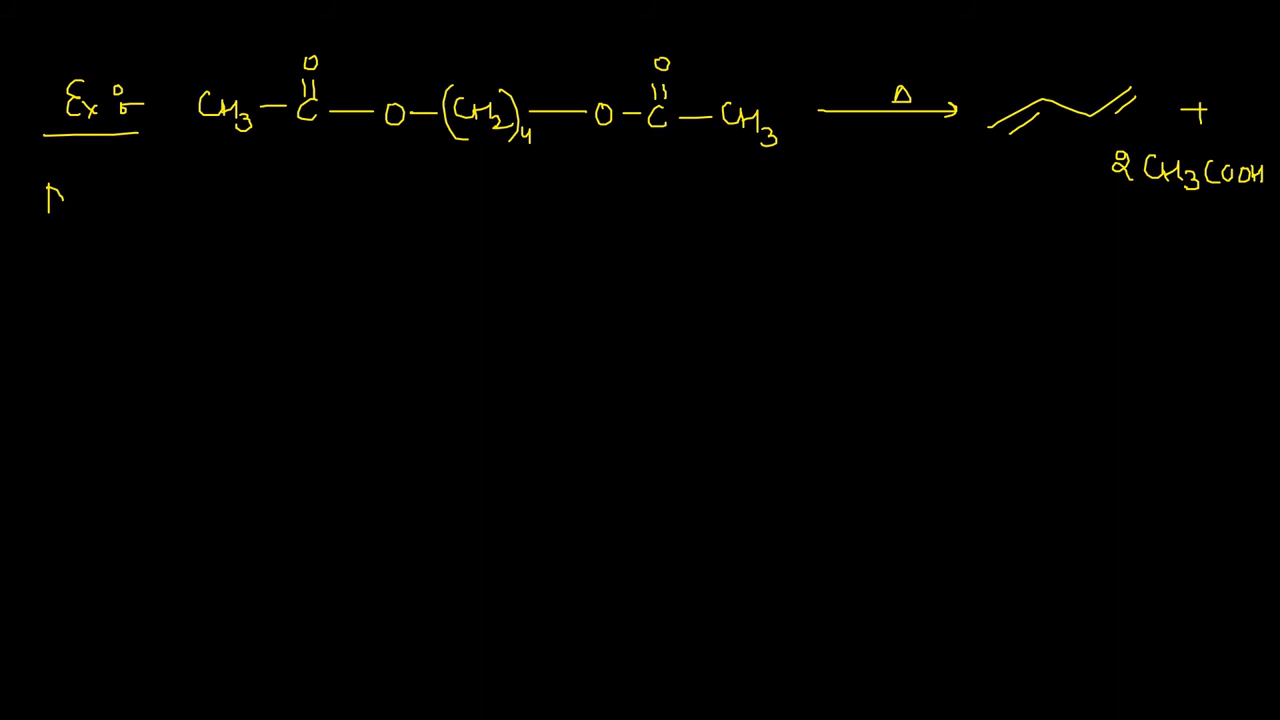 Ex :- CH3-C(=O)-O-(CH2)4-O-C(=O)-CH3 —Δ→ +
2 CH3COOH